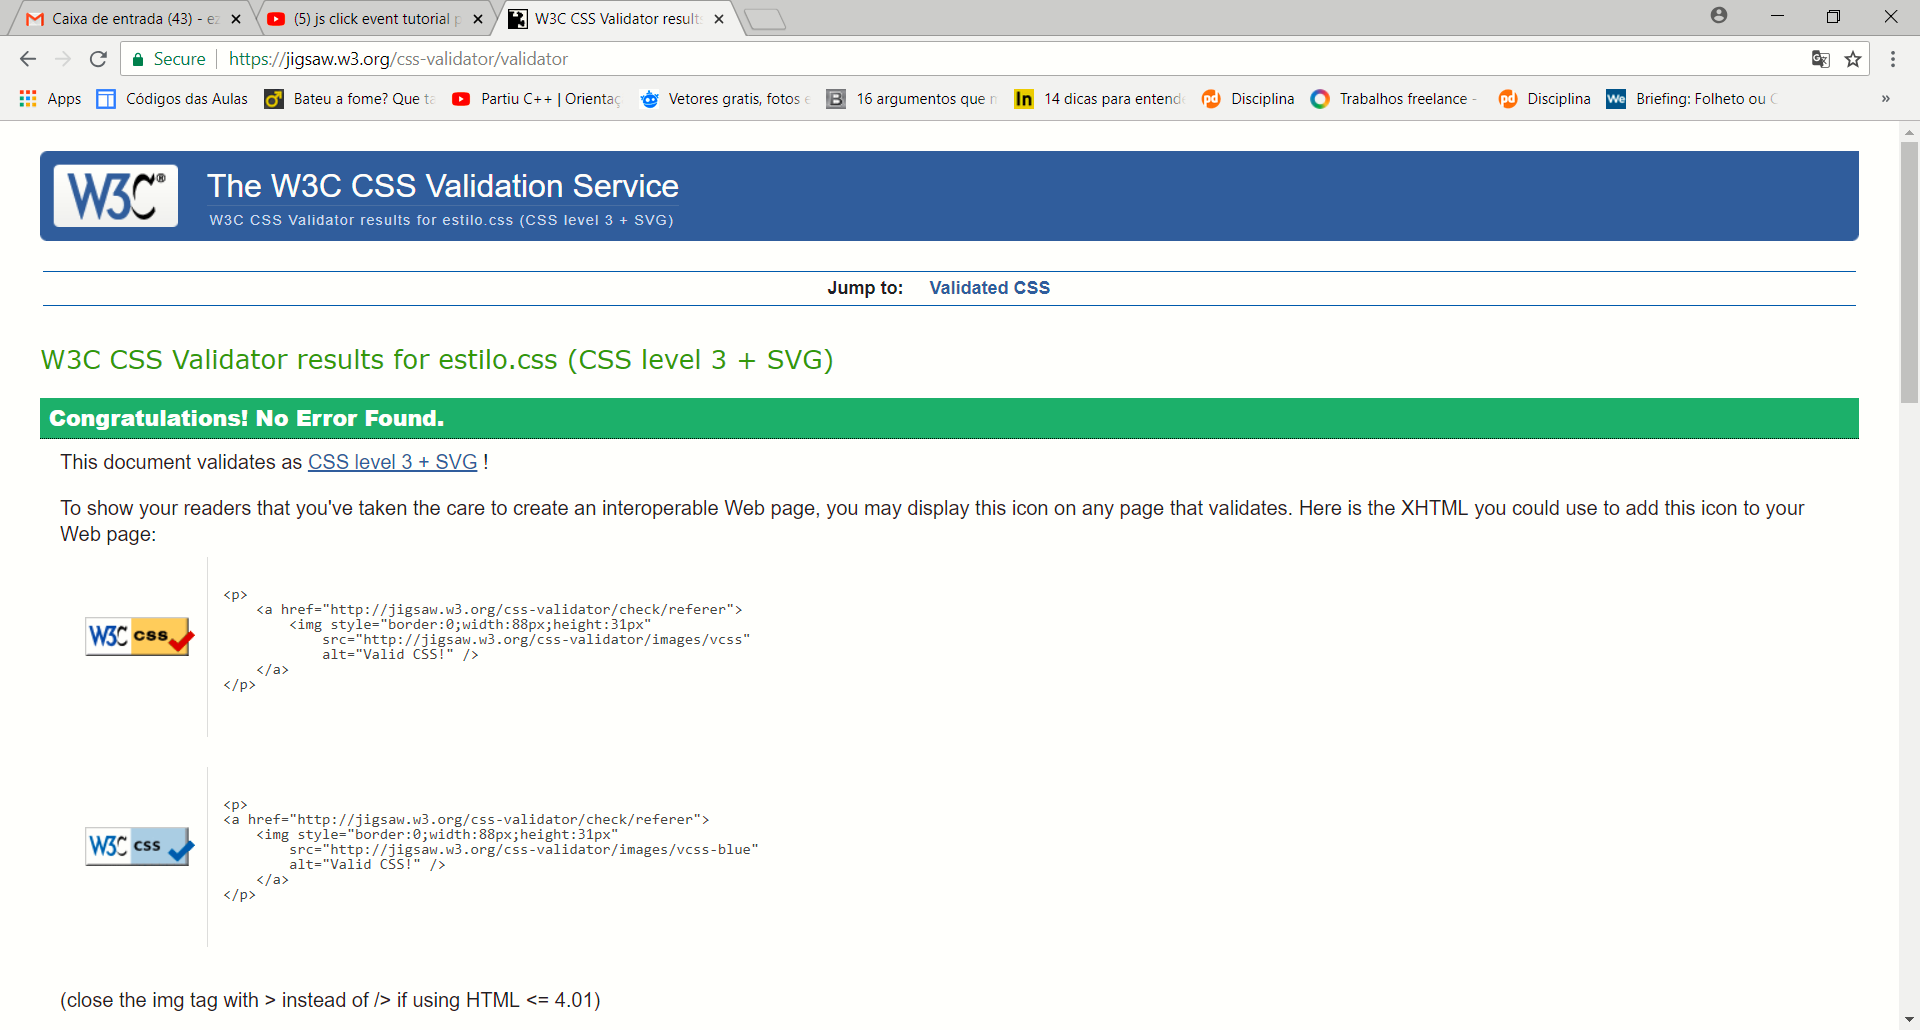 Caixa de entrada (43) - ez
(5) js click event tutorial p
W3C CSS Validator results
Secure
https://jigsaw.w3.org/css-validator/validator
Apps
Códigos das Aulas
Bateu a fome? Que ta
Partiu C++ | Orientaç
Vetores gratis, fotos e
B
16 argumentos que n
In
14 dicas para entende
pd
Disciplina
Trabalhos freelance -
pd
Disciplina
We
Briefing: Folheto ou C
»
W3C®
The W3C CSS Validation Service
W3C CSS Validator results for estilo.css (CSS level 3 + SVG)
Jump to: Validated CSS
W3C CSS Validator results for estilo.css (CSS level 3 + SVG)
Congratulations! No Error Found.
This document validates as CSS level 3 + SVG !
To show your readers that you've taken the care to create an interoperable Web page, you may display this icon on any page that validates. Here is the XHTML you could use to add this icon to your
Web page:
W3C css
<p>
<a href="http://jigsaw.w3.org/css-validator/check/referer">
<img style="border:0;width:88px;height:31px"
src="http://jigsaw.w3.org/css-validator/images/vcss"
alt="Valid CSS!" />
</a>
</p>
W3C css
<p>
<a href="http://jigsaw.w3.org/css-validator/check/referer">
<img style="border:0;width:88px;height:31px"
src="http://jigsaw.w3.org/css-validator/images/vcss-blue"
alt="Valid CSS!" />
</a>
</p>
(close the img tag with > instead of /> if using HTML <= 4.01)